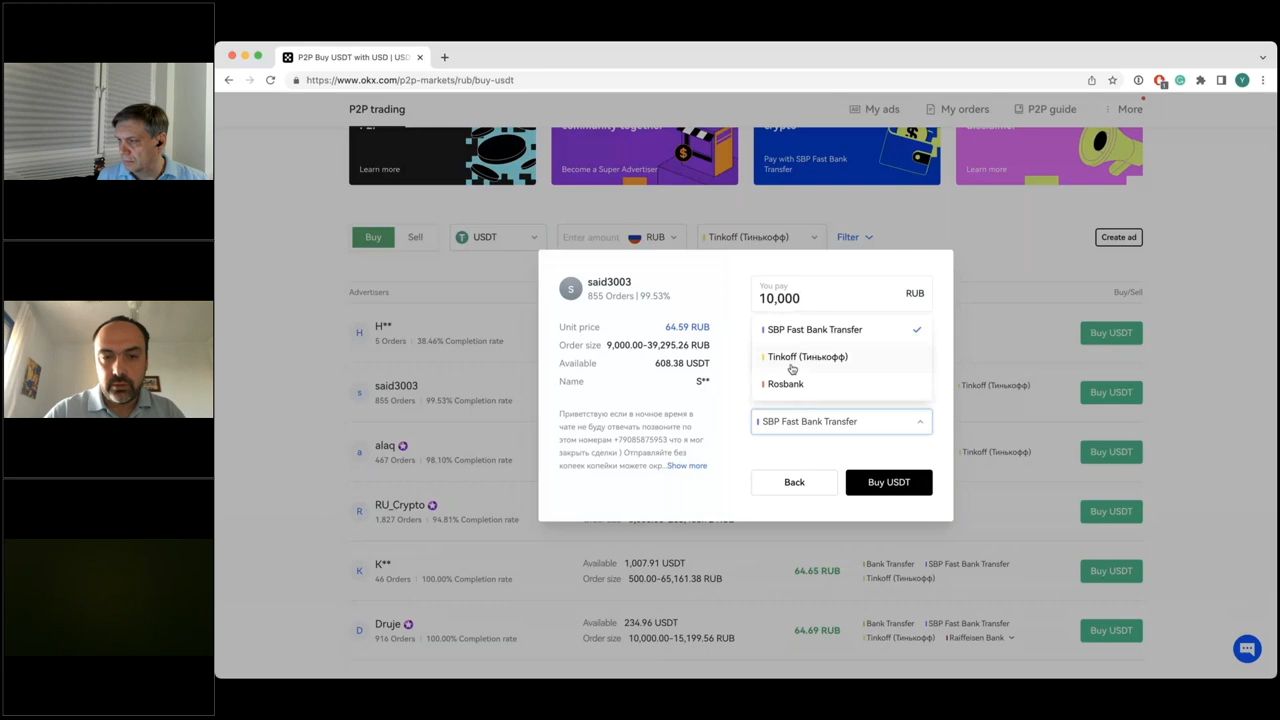 P2P Buy USDT with USD | USD
https://www.okx.com/p2p-markets/rub/buy-usdt
Y
1
P2P trading
My ads
My orders
P2P guide
More
Learn more
Become a Super Advertiser
crypto
Pay with SBP Fast Bank
Transfer
Learn more
Buy
Sell
USDT
Enter amount
RUB
Tinkoff (Тинькофф)
Filter
Create ad
Advertisers
Buy/Sell
H**
5 Orders | 38.46% Completion rate
Buy USDT
s
said3003
855 Orders | 99.53% Completion rate
Tinkoff (Тинькофф)
Buy USDT
a
alaq
467 Orders | 98.10% Completion rate
Tinkoff (Тинькофф)
Buy USDT
R
RU_Crypto
1,827 Orders | 94.81% Completion rate
Buy USDT
K
K**
46 Orders | 100.00% Completion rate
Available 1,007.91 USDT
Order size 500.00-65,161.38 RUB
64.65 RUB
Bank Transfer
SBP Fast Bank Transfer
Tinkoff (Тинькофф)
Buy USDT
D
Druje
916 Orders | 100.00% Completion rate
Available 234.96 USDT
Order size 10,000.00-15,199.56 RUB
64.69 RUB
Bank Transfer
SBP Fast Bank Transfer
Tinkoff (Тинькофф)
Raiffeisen Bank
Buy USDT
S
said3003
855 Orders | 99.53%
Unit price 64.59 RUB
Order size 9,000.00-39,295.26 RUB
Available 608.38 USDT
Name S**
Приветствую если в ночное время в
чате не буду отвечать позвоните по
этом номерам +79085875953 что я мог
закрыть сделки ) Отправляйте без
копеек копейки можете окр...Show more
You pay
10,000
RUB
SBP Fast Bank Transfer
Tinkoff (Тинькофф)
Rosbank
SBP Fast Bank Transfer
Back
Buy USDT